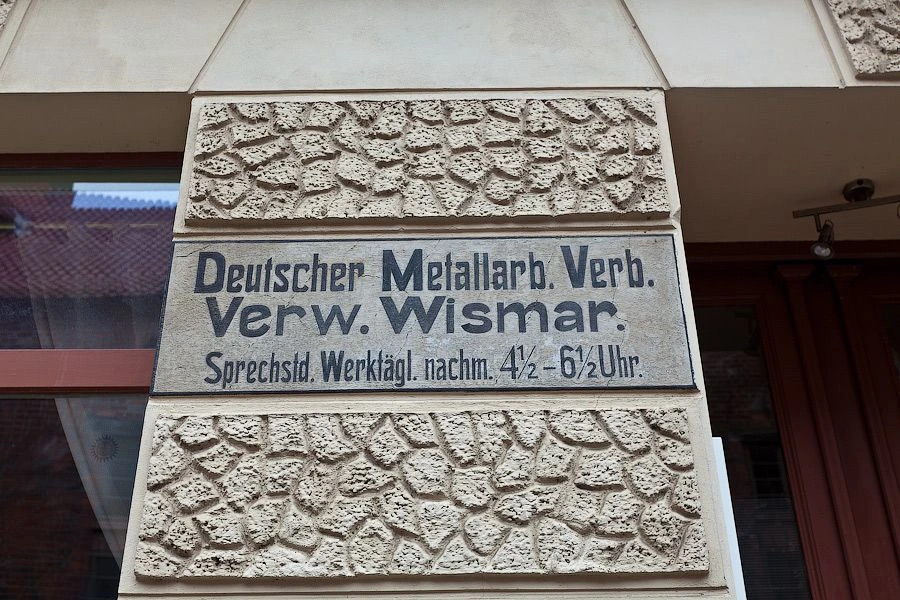 Deutscher Metallarb. Verb.
Verw. Wismar.
Sprechstd. Werktägl. nachm. 4½–6½ Uhr.